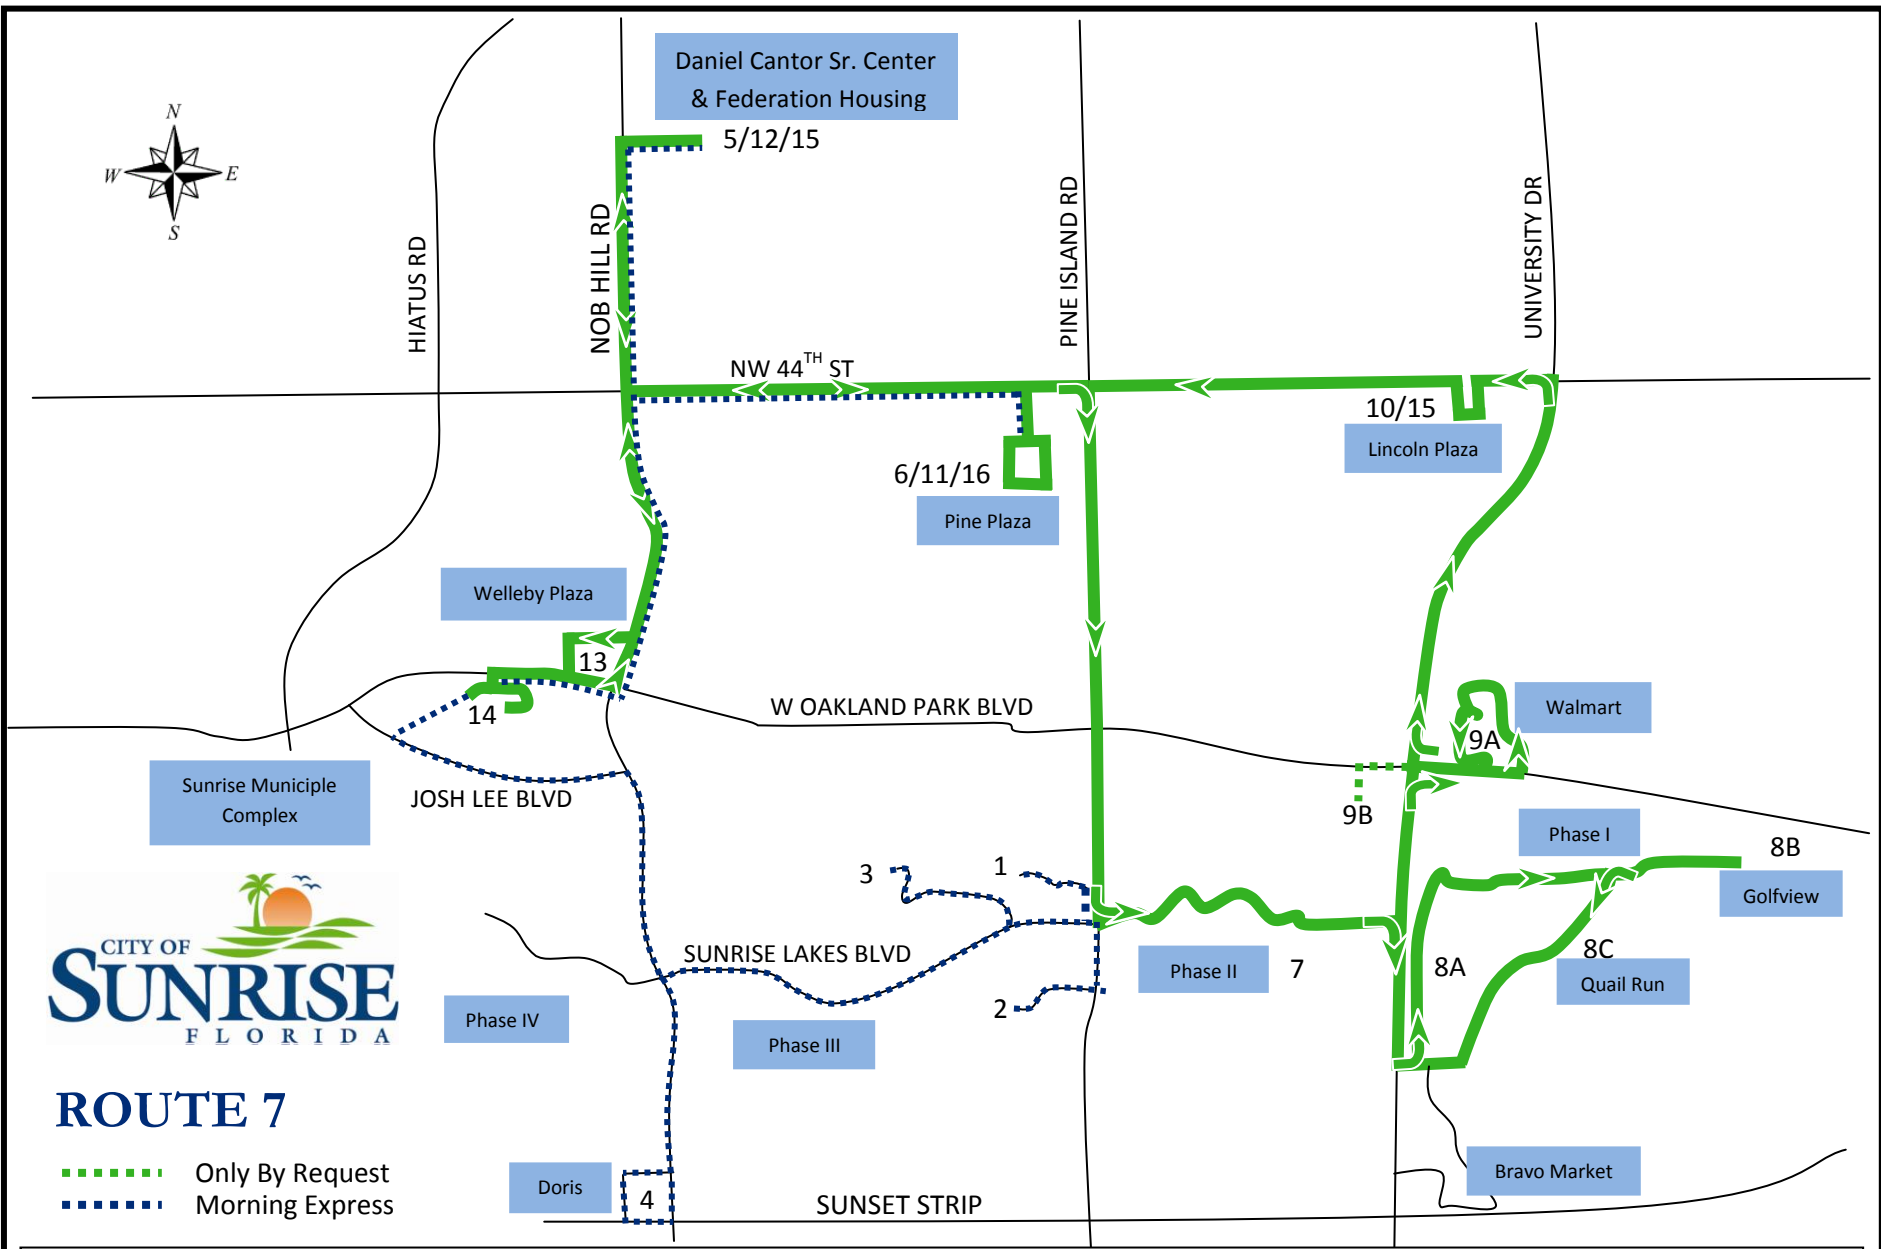 Daniel Cantor Sr. Center
& Federation Housing
5/12/15
N
W
E
S
HIATUS RD
NOB HILL RD
PINE ISLAND RD
UNIVERSITY DR
NW 44TH ST
10/15
Lincoln Plaza
6/11/16
Pine Plaza
Welleby Plaza
13
14
W OAKLAND PARK BLVD
Walmart
9A
9B
Sunrise Municiple
Complex
JOSH LEE BLVD
Phase I
8B
Golfview
3
1
CITY OF
SUNRISE
FLORIDA
SUNRISE LAKES BLVD
Phase II
7
8A
8C
Quail Run
2
Phase IV
Phase III
ROUTE 7
Only By Request
Morning Express
Doris
4
SUNSET STRIP
Bravo Market